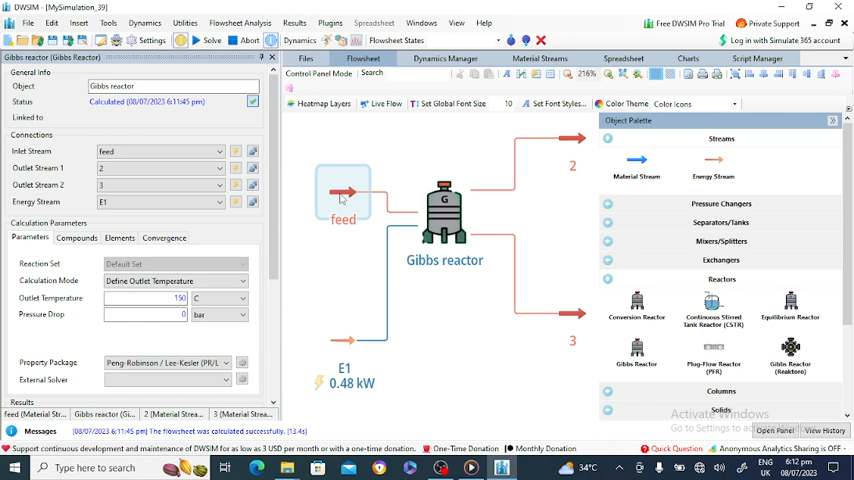 DWSIM (MySimulation_39)
File Edit Insert Tools Dynamics Utilities Flowsheet Analysis Results Plugins Spreadsheet Windows View Help
Free DWSIM Pro Trial Private Support
Settings Solve Abort Dynamics Flowsheet States Log in with Simulate 365 account
Gibbs reactor (Gibbs Reactor)
General Info
Object Gibbs reactor
Status Calculated (08/07/2023 6:11:45 pm)
Linked to
Connections
Inlet Stream feed
Outlet Stream 1 2
Outlet Stream 2 3
Energy Stream E1
Calculation Parameters
Parameters Compounds Elements Convergence
Reaction Set Default Set
Calculation Mode Define Outlet Temperature
Outlet Temperature 150 C
Pressure Drop 0 bar
Property Package Peng-Robinson / Lee-Kesler (PR/L
External Solver
Results
feed (Material Str... Gibbs reactor (Gi... 2 (Material Strea... 3 (Material Strea...
Files Flowsheet Dynamics Manager Material Streams Spreadsheet Charts Script Manager
Control Panel Mode Search 216%
Heatmap Layers Live Flow Set Global Font Size 10 Set Font Styles... Color Theme Color Icons
feed
G
Gibbs reactor
2
3
E1
0.48 kW
Object Palette
Streams
Material Stream Energy Stream
Pressure Changers
Separators/Tanks
Mixers/Splitters
Exchangers
Reactors
Conversion Reactor Continuous Stirred Tank Reactor (CSTR) Equilibrium Reactor
Gibbs Reactor Plug-Flow Reactor (PFR) Gibbs Reactor (Reaktoro)
Columns
Solids
Activate Windows
Go to Settings to activate Windows.
Open Panel View History
Messages [08/07/2023 6:11:45 pm] The flowsheet was calculated successfully. [13.4s]
Support continuous development and maintenance of DWSIM for as low as 3 USD per month or with a one-time donation. One-Time Donation Monthly Donation Quick Question Anonymous Analytics Sharing is OFF
Type here to search
34°C
ENG
UK
6:12 pm
08/07/2023